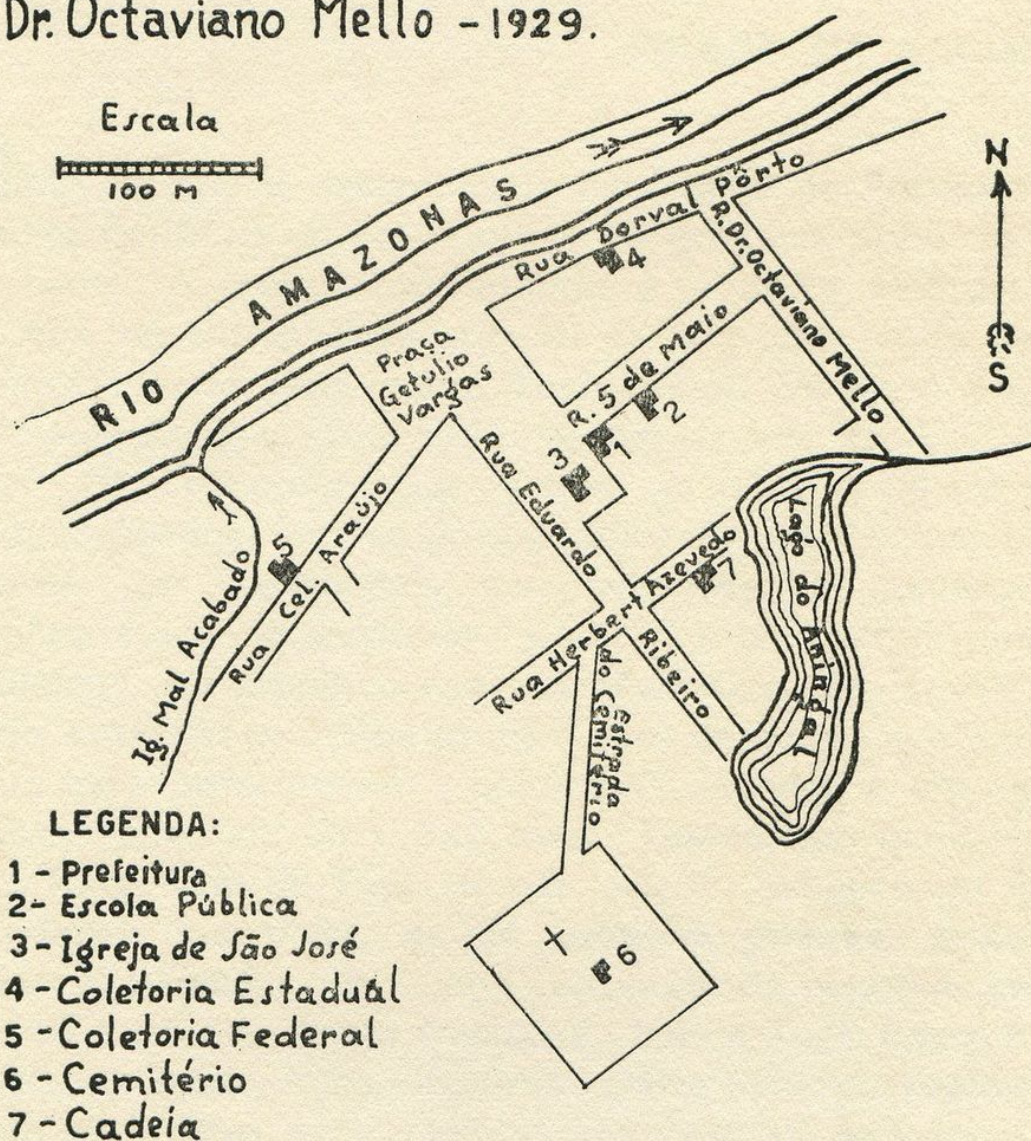 Dr. Octaviano Mello - 1929.
Escala
100 M
RIO AMAZONAS
N
S
Rua Dorval Pôrto
4
R. Dr. Octaviano Mello
Praça
Getulio
Vargas
R. 5 de Maio
2
1
3
Rua Eduardo Ribeiro
Rua Cel. Araújo
5
Ig. Mal Acabado
Rua Herbert Azevedo
7
Lago do Aningal
Estrada
do Cemitério
6
LEGENDA:
1 - Prefeitura
2 - Escola Pública
3 - Igreja de São José
4 - Coletoria Estadual
5 - Coletoria Federal
6 - Cemitério
7 - Cadeia